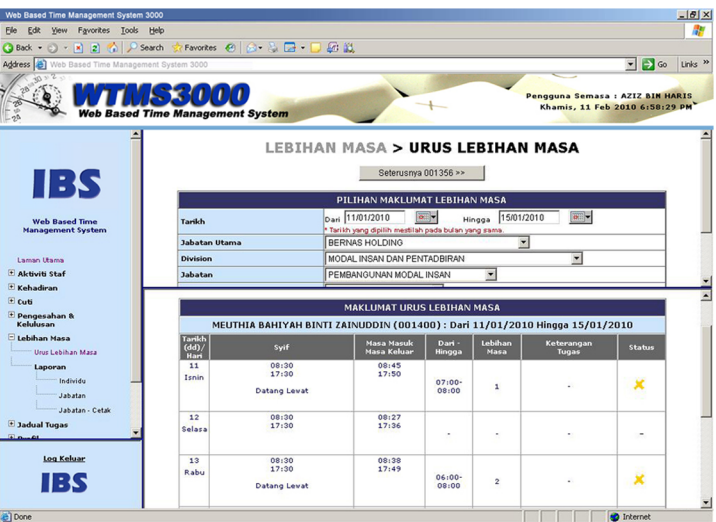 Web Based Time Management System 3000
File Edit View Favorites Tools Help
Back Search Favorites
Address Web Based Time Management System 3000 Go Links »
WTMS3000
Web Based Time Management System
Pengguna Semasa : AZIZ BIN HARIS
Khamis, 11 Feb 2010 6:58:29 PM
IBS
Web Based Time
Management System
Laman Utama
Aktiviti Staf
Kehadiran
Cuti
Pengesahan &
Kelulusan
Lebihan Masa
Urus Lebihan Masa
Laporan
Individu
Jabatan
Jabatan - Cetak
Jadual Tugas
Log Keluar
IBS
LEBIHAN MASA > URUS LEBIHAN MASA
Seterusnya 001356 >>
PILIHAN MAKLUMAT LEBIHAN MASA
Tarikh Dari 11/01/2010 Hingga 15/01/2010
* Tarikh yang dipilih mestilah pada bulan yang sama.
Jabatan Utama BERNAS HOLDING
Division MODAL INSAN DAN PENTADBIRAN
Jabatan PEMBANGUNAN MODAL INSAN
MAKLUMAT URUS LEBIHAN MASA
MEUTHIA BAHIYAH BINTI ZAINUDDIN (001400) : Dari 11/01/2010 Hingga 15/01/2010
Tarikh (dd)/ Hari Syif Masa Masuk Masa Keluar Dari - Hingga Lebihan Masa Keterangan Tugas Status
11 08:30 08:45
Isnin 17:30 17:50
Datang Lewat 07:00-08:00 1 -
12 08:30 08:27
Selasa 17:30 17:36
- - - -
13 08:30 08:38
Rabu 17:30 17:49
Datang Lewat 06:00-08:00 2 -
Done Internet